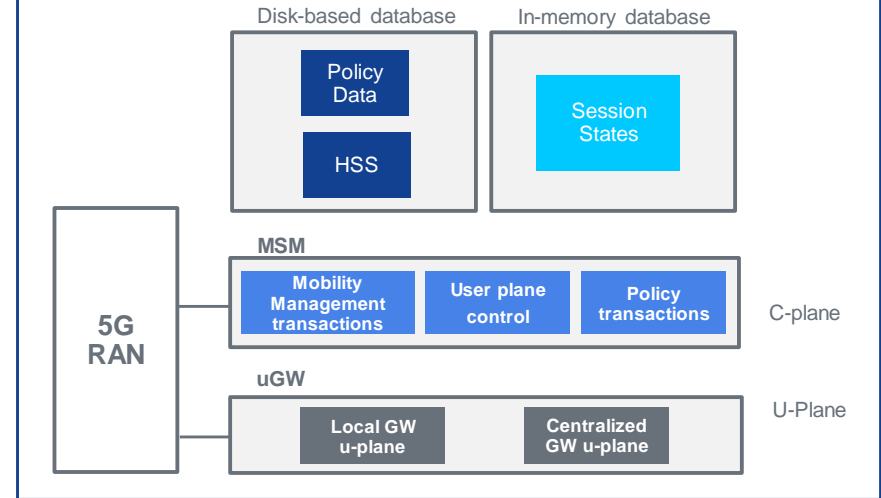 Disk-based database
In-memory database
Policy
Data
HSS
Session
States
MSM
Mobility
Management
transactions
User plane
control
Policy
transactions
C-plane
5G
RAN
uGW
Local GW
u-plane
Centralized
GW u-plane
U-Plane